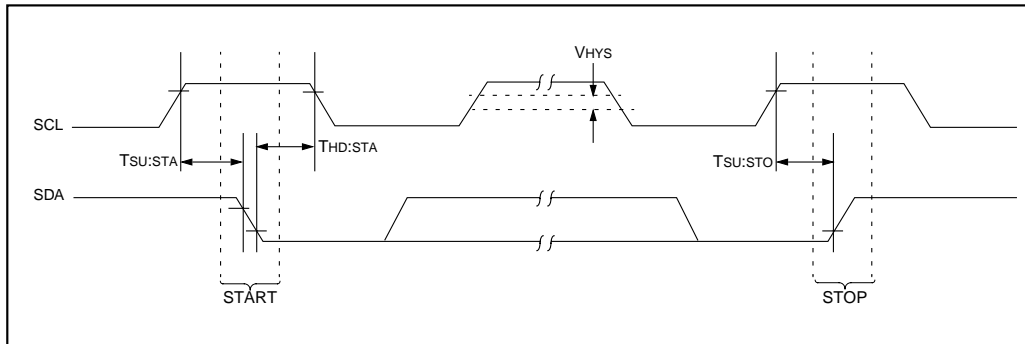 VHYS
SCL
TSU:STA
THD:STA
TSU:STO
SDA
START
STOP